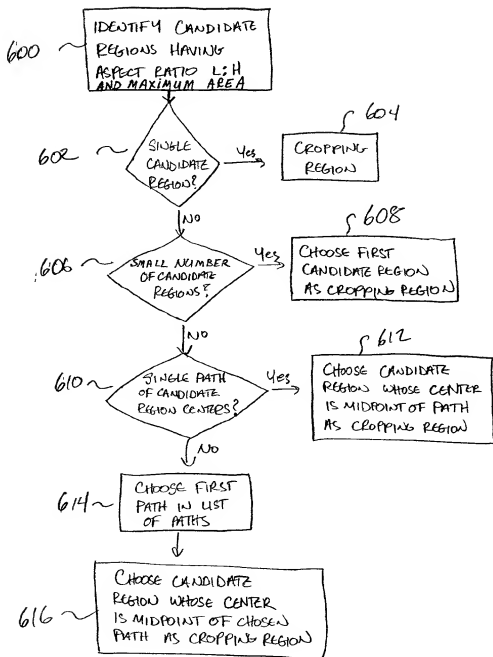 600
IDENTIFY CANDIDATE
REGIONS HAVING
ASPECT RATIO L:H
AND MAXIMUM AREA
602
SINGLE
CANDIDATE
REGION?
Yes
604
CROPPING
REGION
NO
606
SMALL NUMBER
OF CANDIDATE
REGIONS?
Yes
608
CHOOSE FIRST
CANDIDATE REGION
AS CROPPING REGION
NO
610
SINGLE PATH
OF CANDIDATE
REGION CENTERS?
Yes
612
CHOOSE CANDIDATE
REGION WHOSE CENTER
IS MIDPOINT OF PATH
AS CROPPING REGION
NO
614
CHOOSE FIRST
PATH IN LIST
OF PATHS
616
CHOOSE CANDIDATE
REGION WHOSE CENTER
IS MIDPOINT OF CHOSEN
PATH AS CROPPING REGION